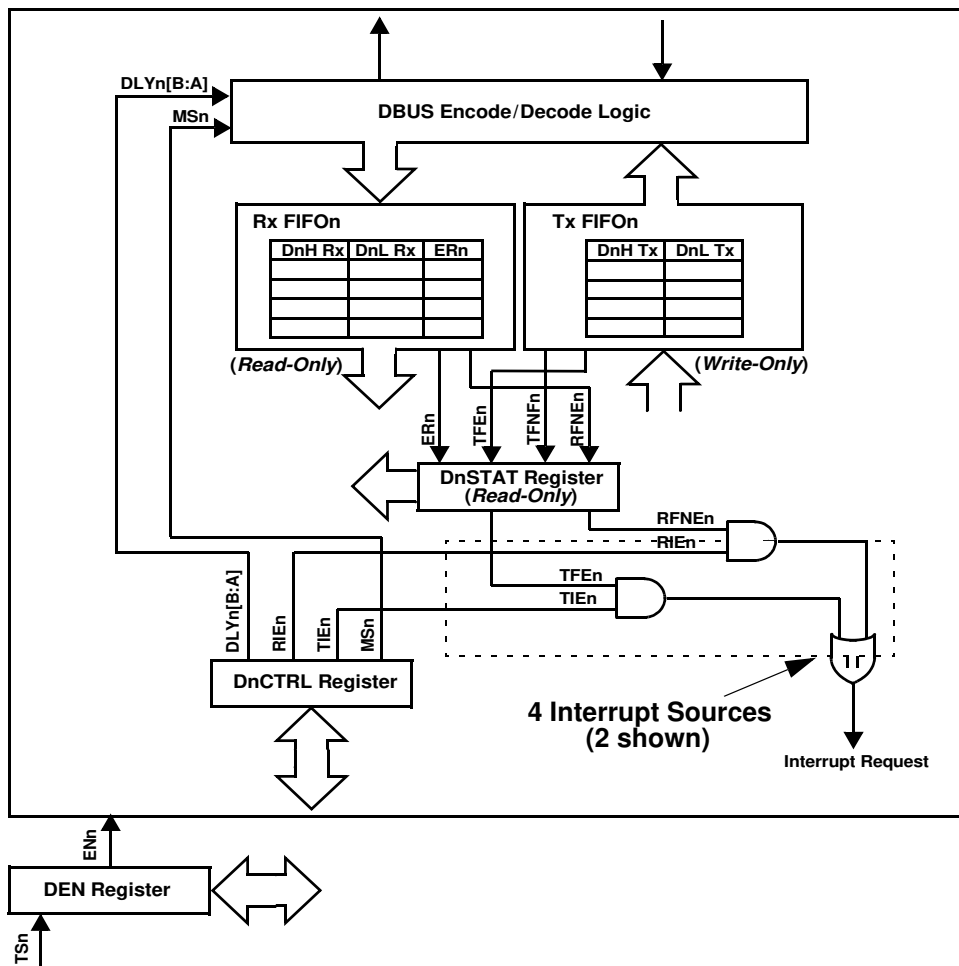 DLYn[B:A]
MSn
DBUS Encode/Decode Logic
Rx FIFOn
DnH Rx DnL Rx ERn
Tx FIFOn
DnH Tx DnL Tx
(Read-Only)
(Write-Only)
ERn
TFEn
TFNFn
RFNEn
DnSTAT Register
(Read-Only)
RFNEn
RIEn
TFEn
TIEn
DLYn[B:A]
RIEn
TIEn
MSn
DnCTRL Register
4 Interrupt Sources
(2 shown)
Interrupt Request
ENn
DEN Register
TSn